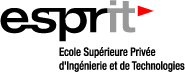 esprit
Ecole Supérieure Privée
d'Ingénierie et de Technologies